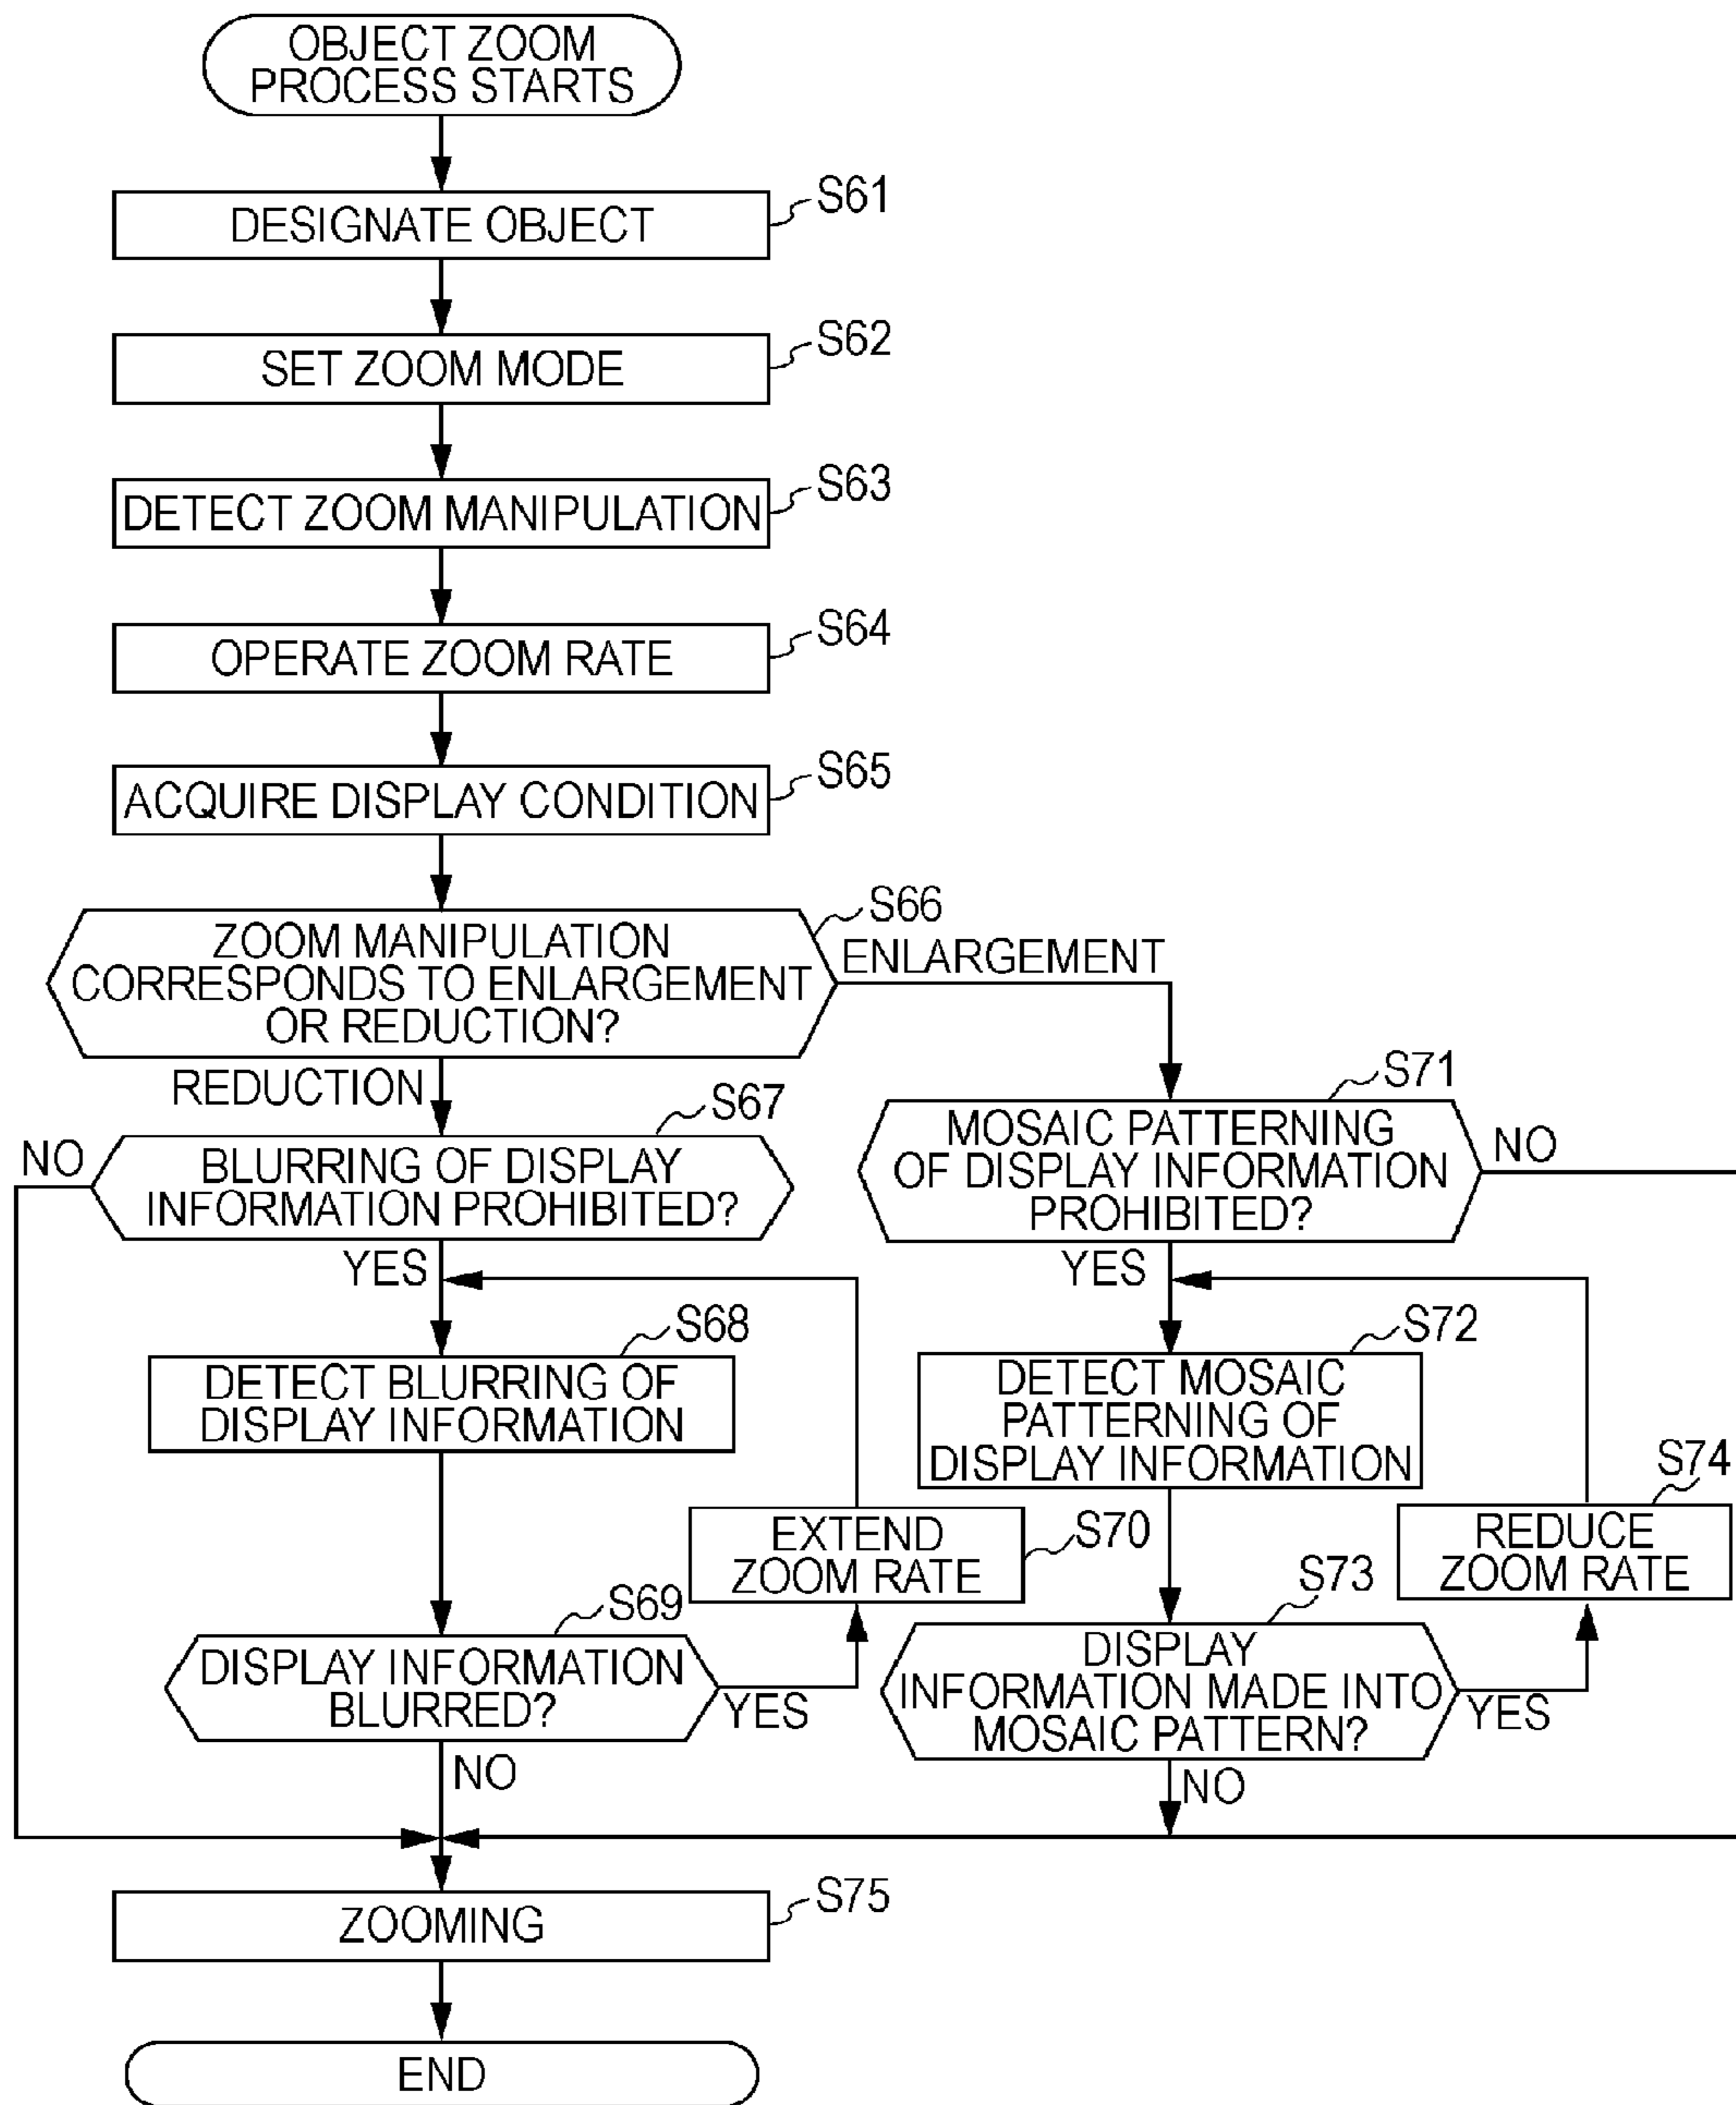 OBJECT ZOOM
PROCESS STARTS
S61
DESIGNATE OBJECT
S62
SET ZOOM MODE
S63
DETECT ZOOM MANIPULATION
S64
OPERATE ZOOM RATE
S65
ACQUIRE DISPLAY CONDITION
S66
ZOOM MANIPULATION
CORRESPONDS TO ENLARGEMENT
OR REDUCTION?
ENLARGEMENT
REDUCTION
S67
NO
BLURRING OF DISPLAY
INFORMATION PROHIBITED?
YES
S68
DETECT BLURRING OF
DISPLAY INFORMATION
S70
EXTEND
ZOOM RATE
S69
DISPLAY INFORMATION
BLURRED?
YES
NO
S71
MOSAIC PATTERNING
OF DISPLAY INFORMATION
PROHIBITED?
NO
YES
S72
DETECT MOSAIC
PATTERNING OF
DISPLAY INFORMATION
S74
REDUCE
ZOOM RATE
S73
DISPLAY
INFORMATION MADE INTO
MOSAIC PATTERN?
YES
NO
S75
ZOOMING
END